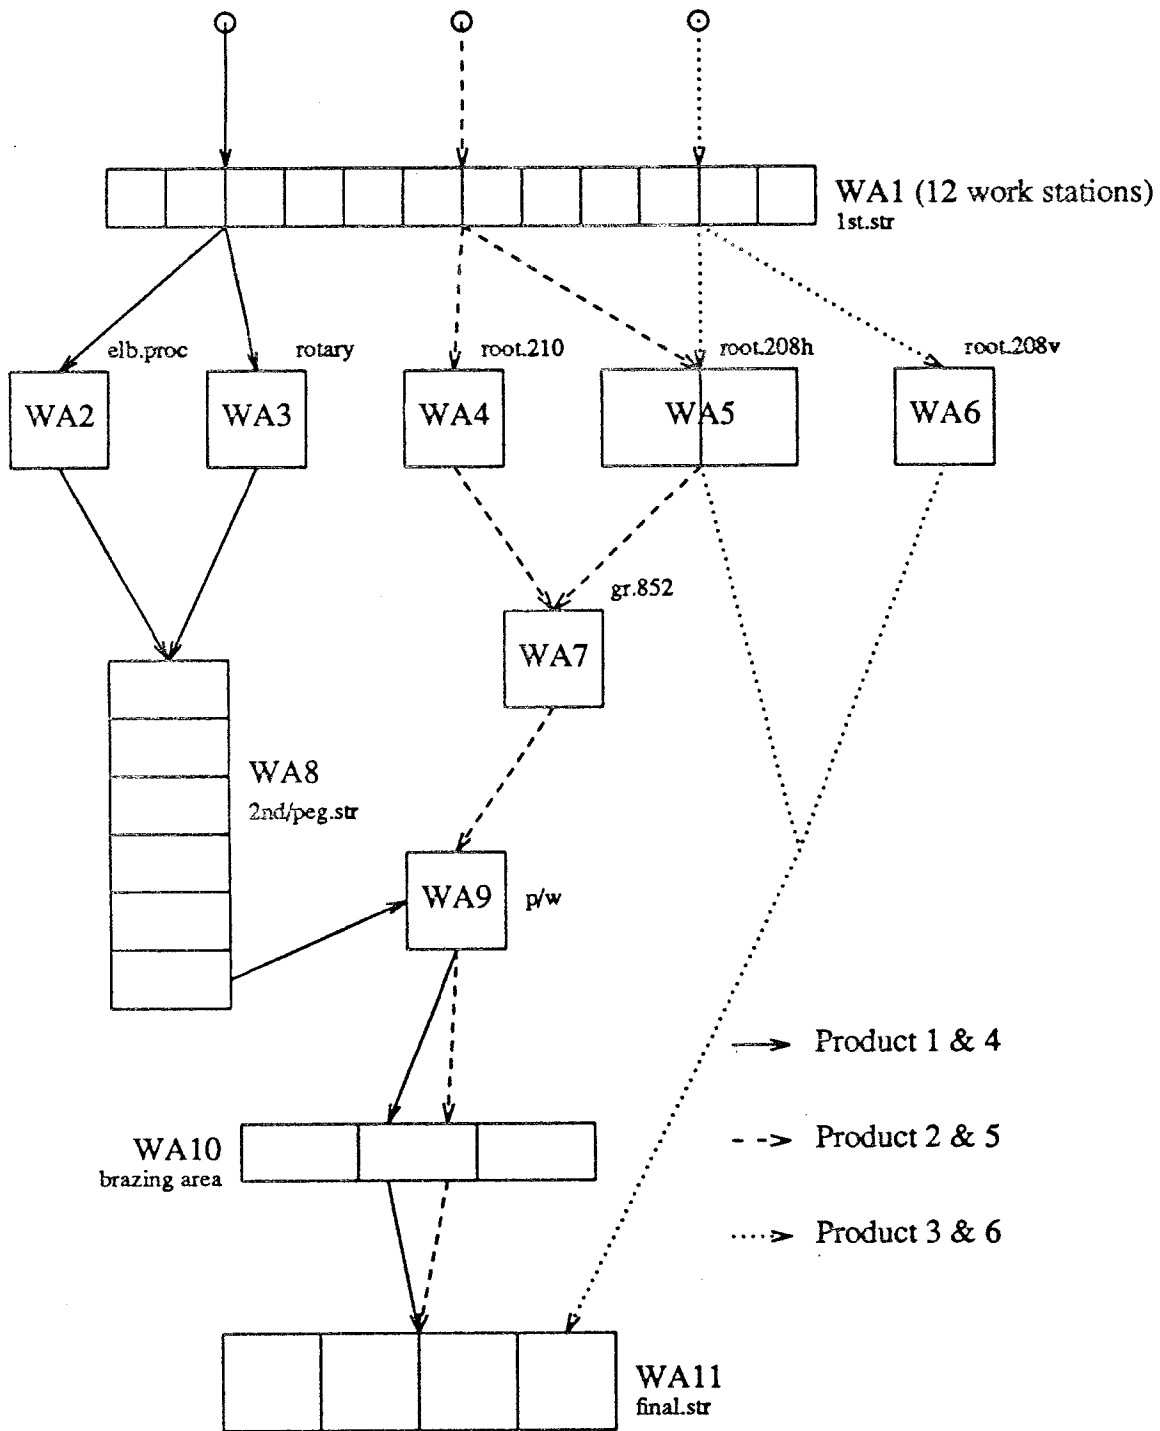 WA1 (12 work stations)
1st.str
elb.proc
rotary
root.210
root.208h
root.208v
WA2
WA3
WA4
WA5
WA6
gr.852
WA7
WA8
2nd/peg.str
WA9
p/w
Product 1 & 4
Product 2 & 5
WA10
brazing area
Product 3 & 6
WA11
final.str